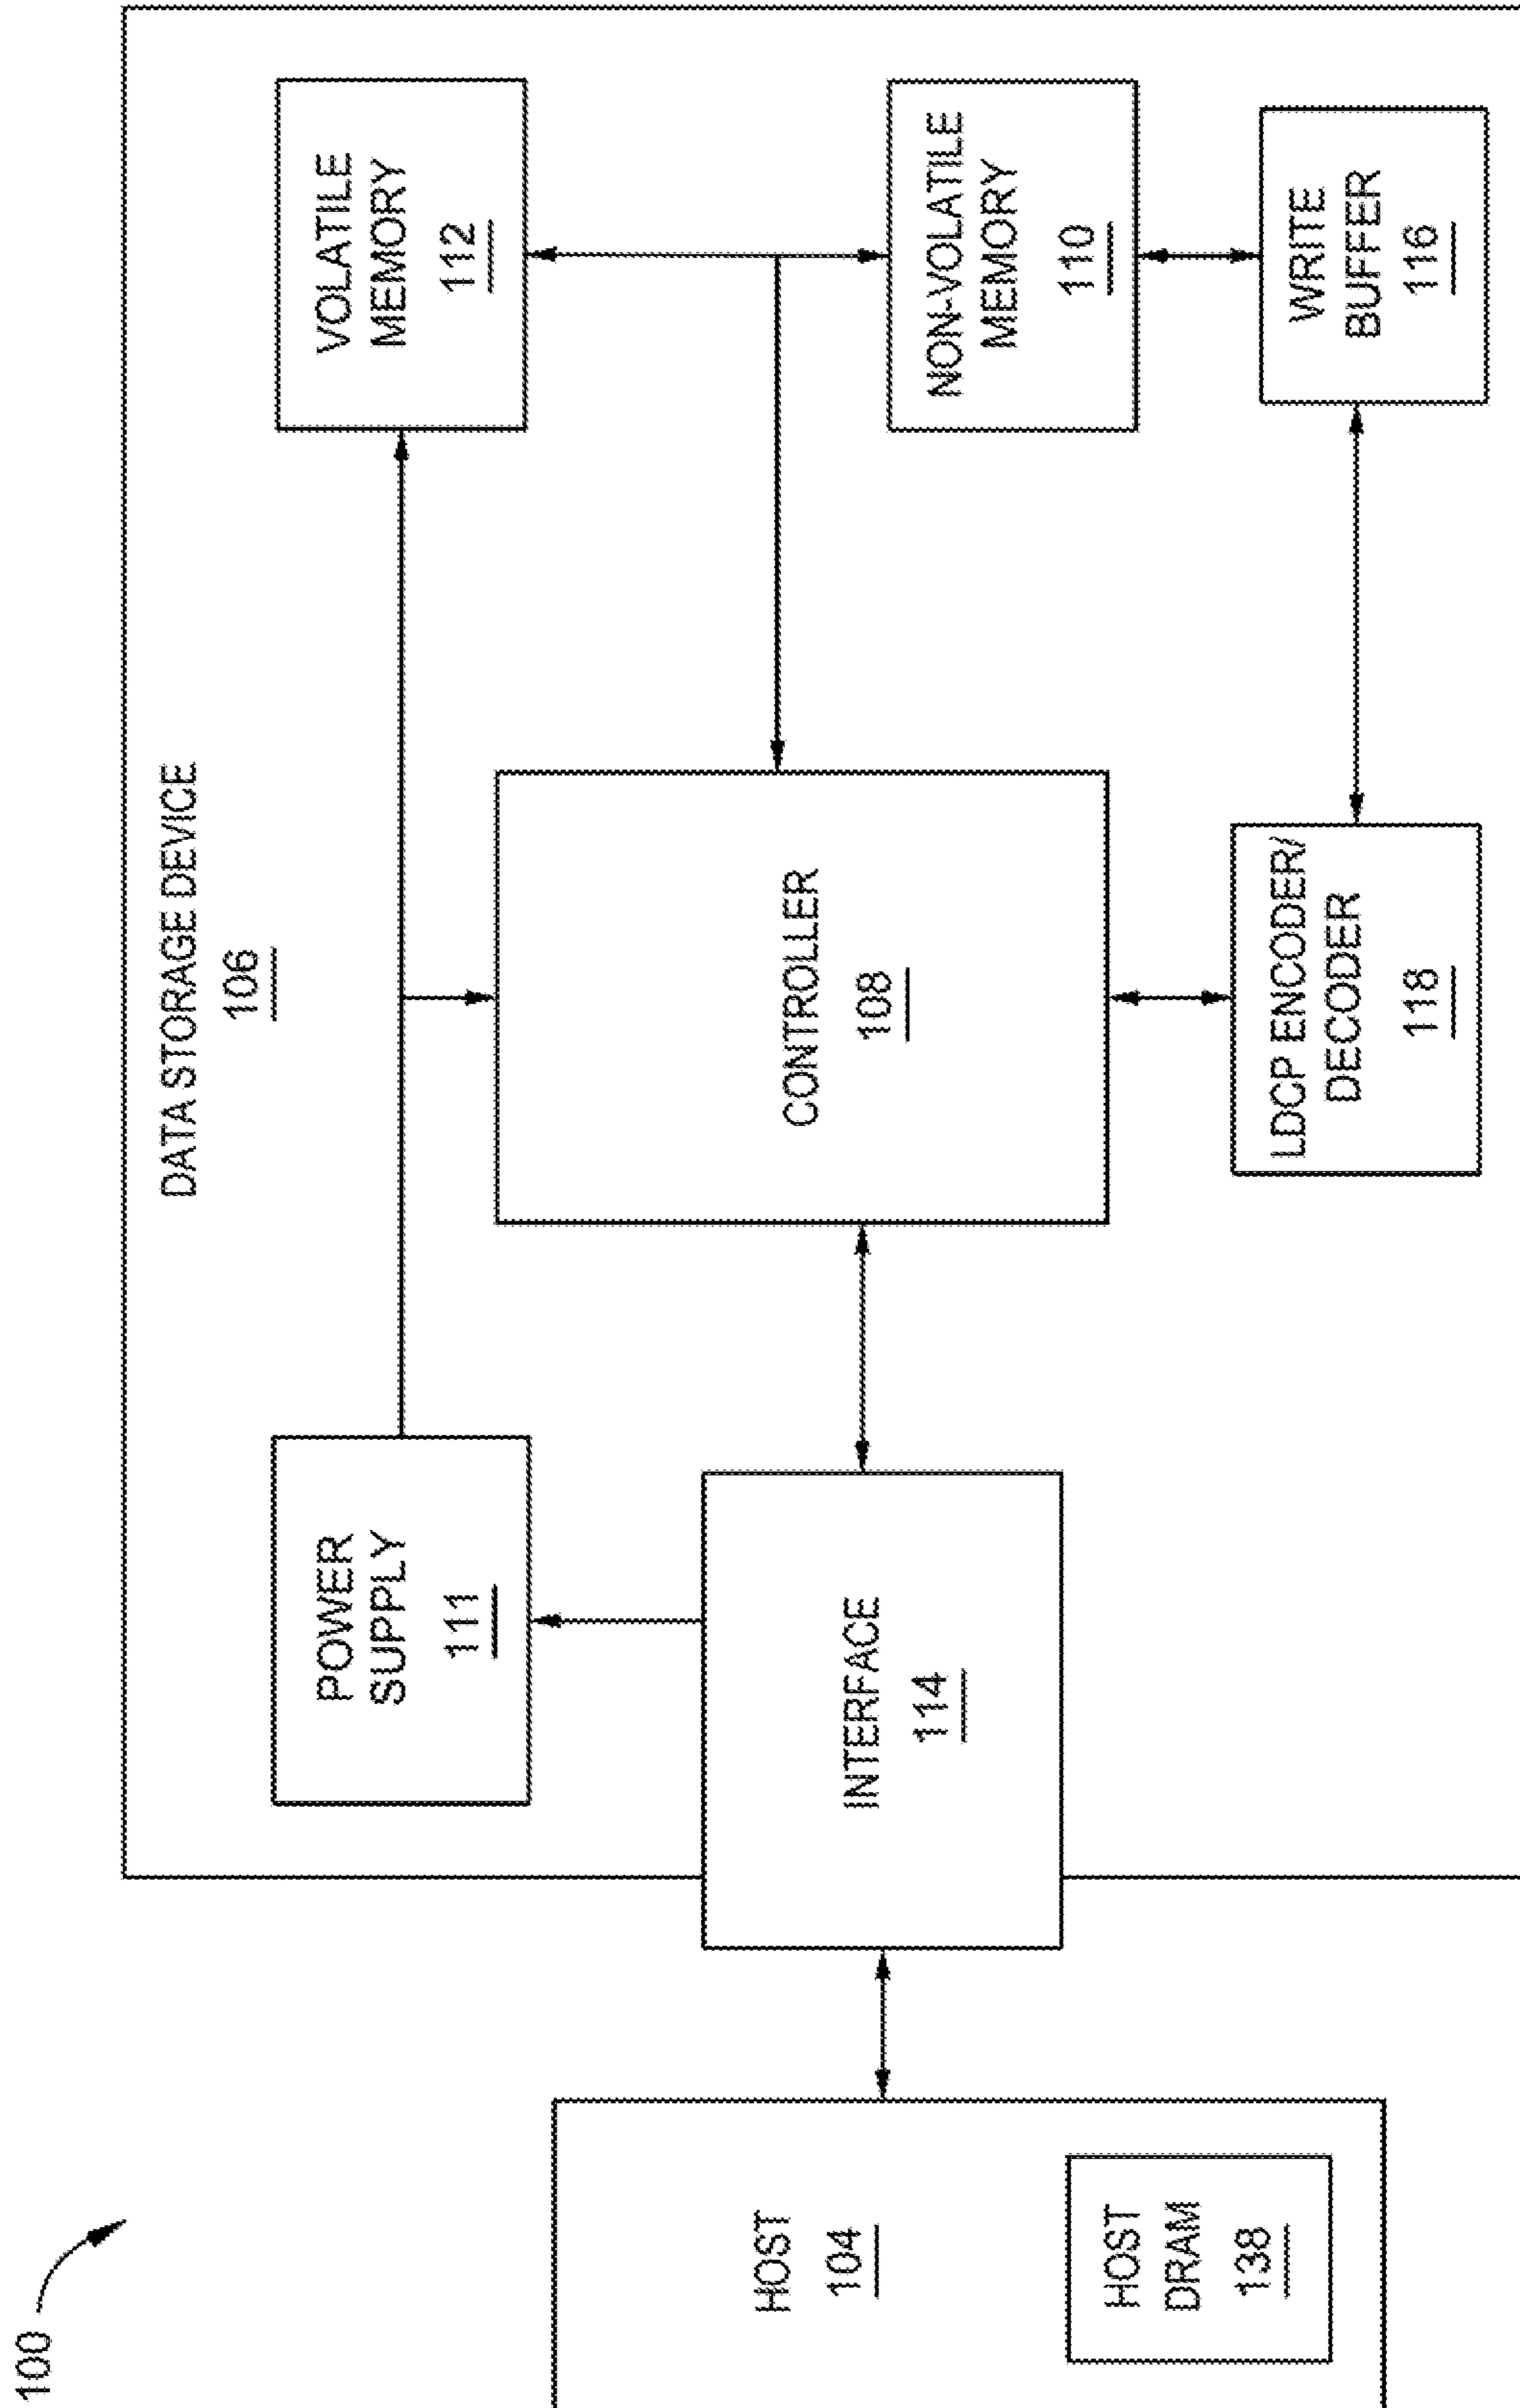 100
HOST
104
HOST
DRAM
138
DATA STORAGE DEVICE
106
POWER
SUPPLY
111
INTERFACE
114
CONTROLLER
108
LDCP ENCODER/
DECODER
118
VOLATILE
MEMORY
112
NON-VOLATILE
MEMORY
110
WRITE
BUFFER
116